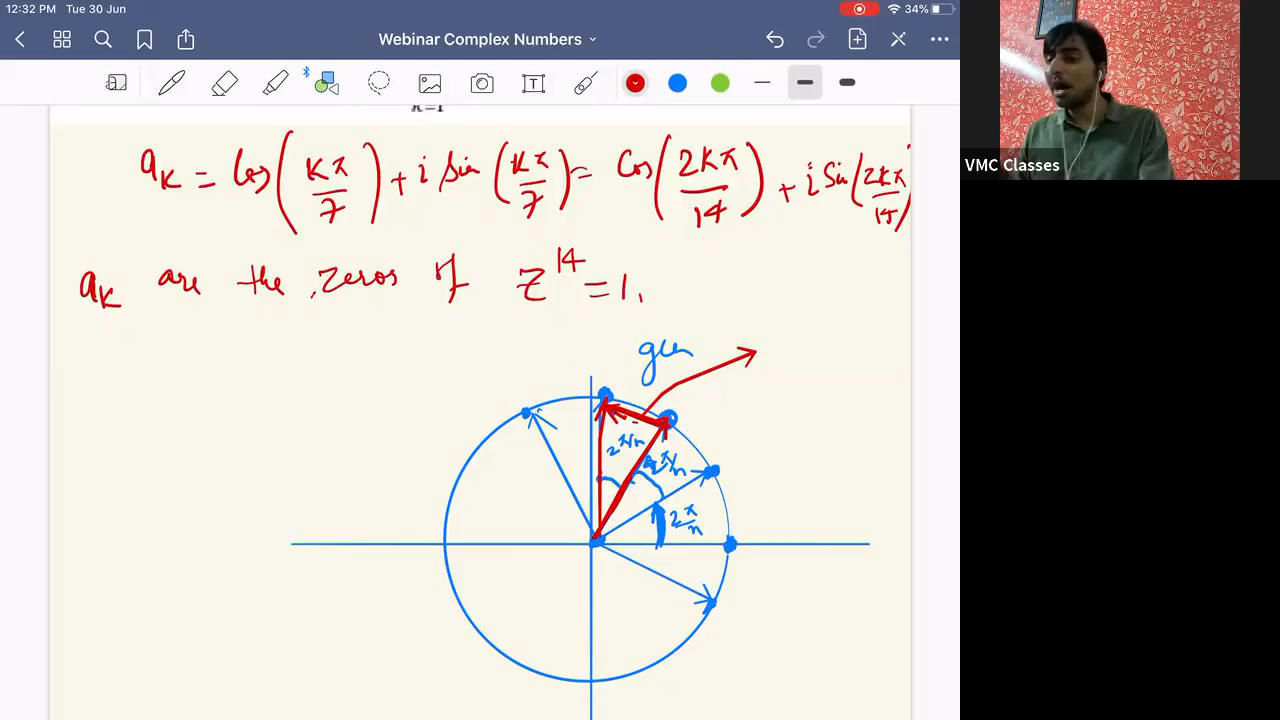 12:32 PM Tue 30 Jun
34%
Webinar Complex Numbers
T
VMC Classes
a_K = Cos(Kπ/7) + i Sin(Kπ/7) = Cos(2Kπ/14) + i Sin(2Kπ/14)
a_K are the zeros of z^14 = 1.
2π/n
2π/n
2π/n